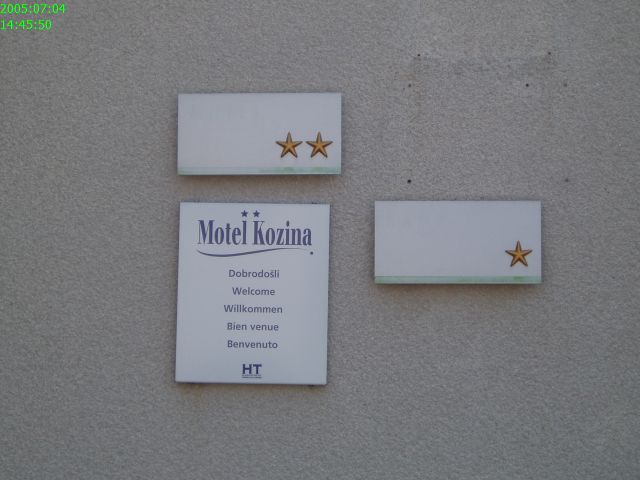 2005:07:04
14:45:50
Motel Kozina
Dobrodošli
Welcome
Willkommen
Bien venue
Benvenuto
HT